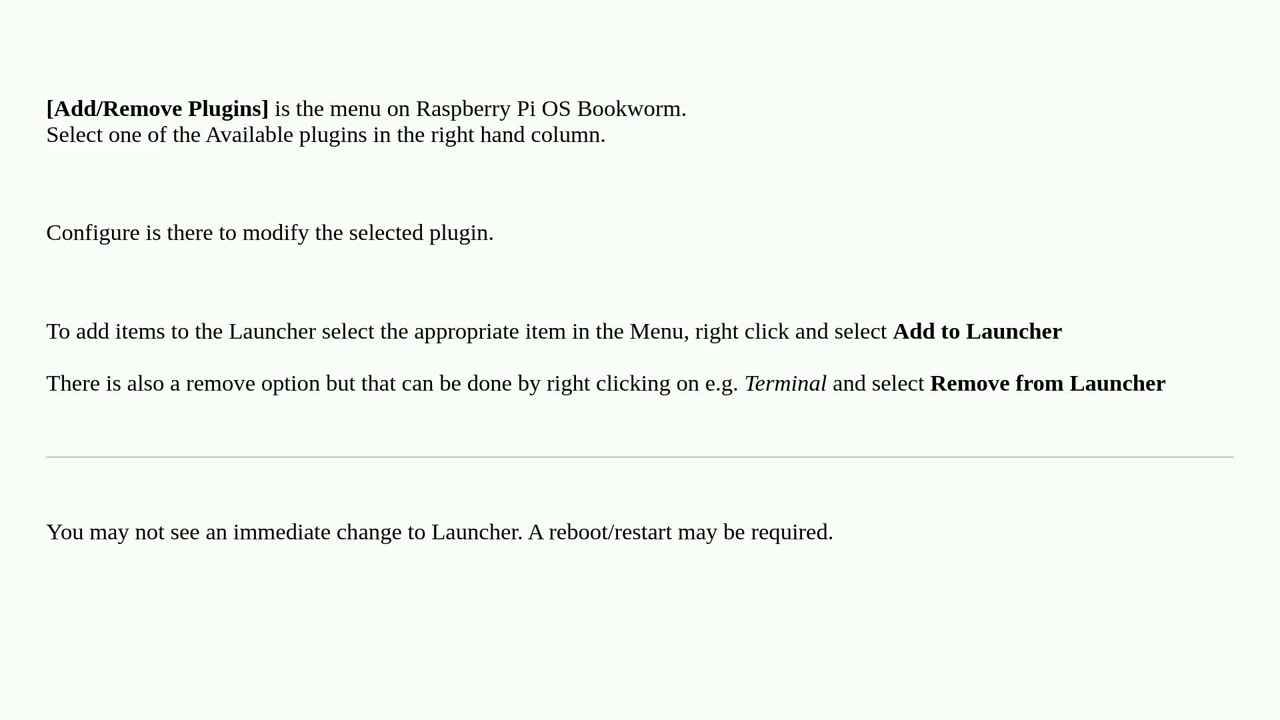 [Add/Remove Plugins] is the menu on Raspberry Pi OS Bookworm.
Select one of the Available plugins in the right hand column.
Configure is there to modify the selected plugin.
To add items to the Launcher select the appropriate item in the Menu, right click and select Add to Launcher
There is also a remove option but that can be done by right clicking on e.g. Terminal and select Remove from Launcher
You may not see an immediate change to Launcher. A reboot/restart may be required.